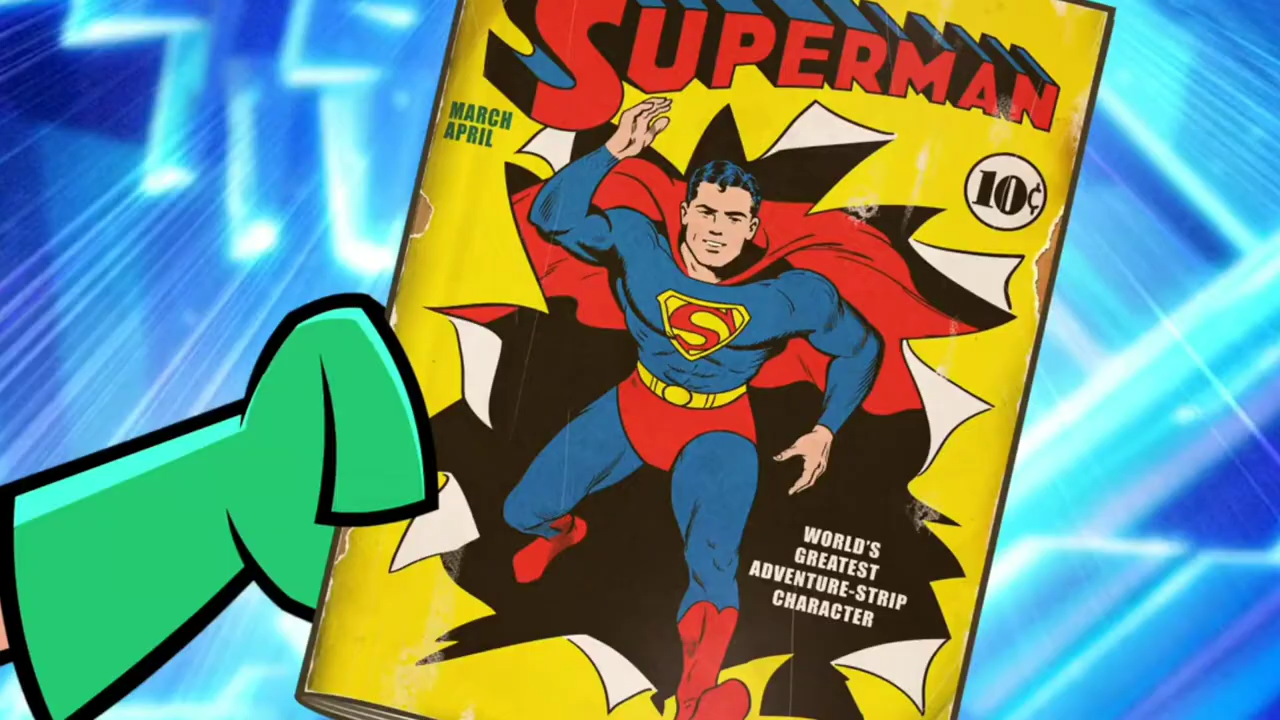 SUPERMAN
MARCH
APRIL
10¢
S
WORLD'S
GREATEST
ADVENTURE-STRIP
CHARACTER